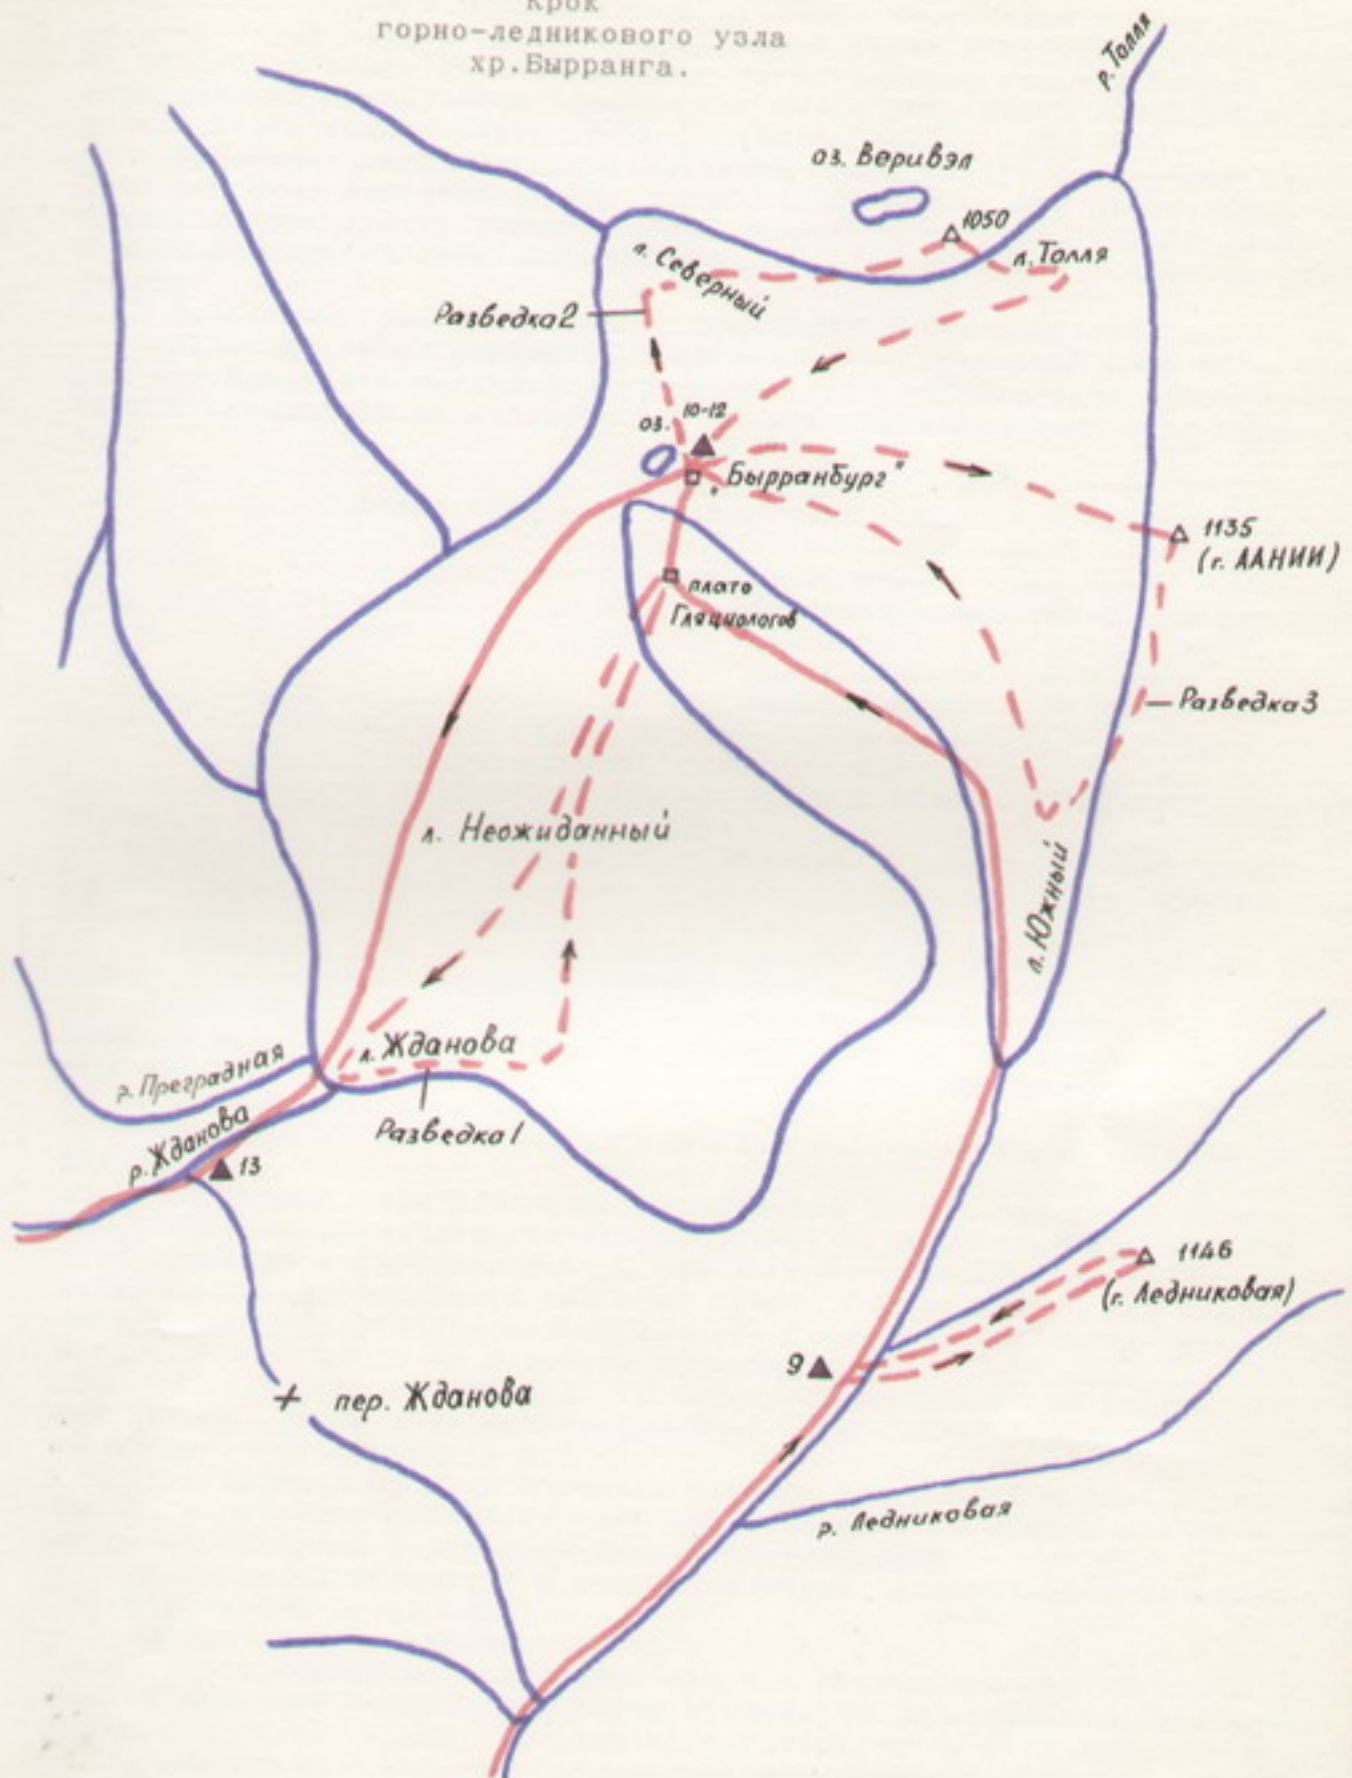 Крок
горно-ледникового узла
хр.Бырранга.
р. Толля
оз. Веривэл
1050
л. Толля
л. Северный
Разведка 2
10-12
оз.
"Бырранбург"
1135
(г. ААНИИ)
плато
Гляциологов
Разведка 3
л. Неожиданный
л. Южный
л. Жданова
р. Преградная
Разведка 1
р. Жданова
13
1146
(г. Ледниковая)
9
пер. Жданова
р. Ледниковая